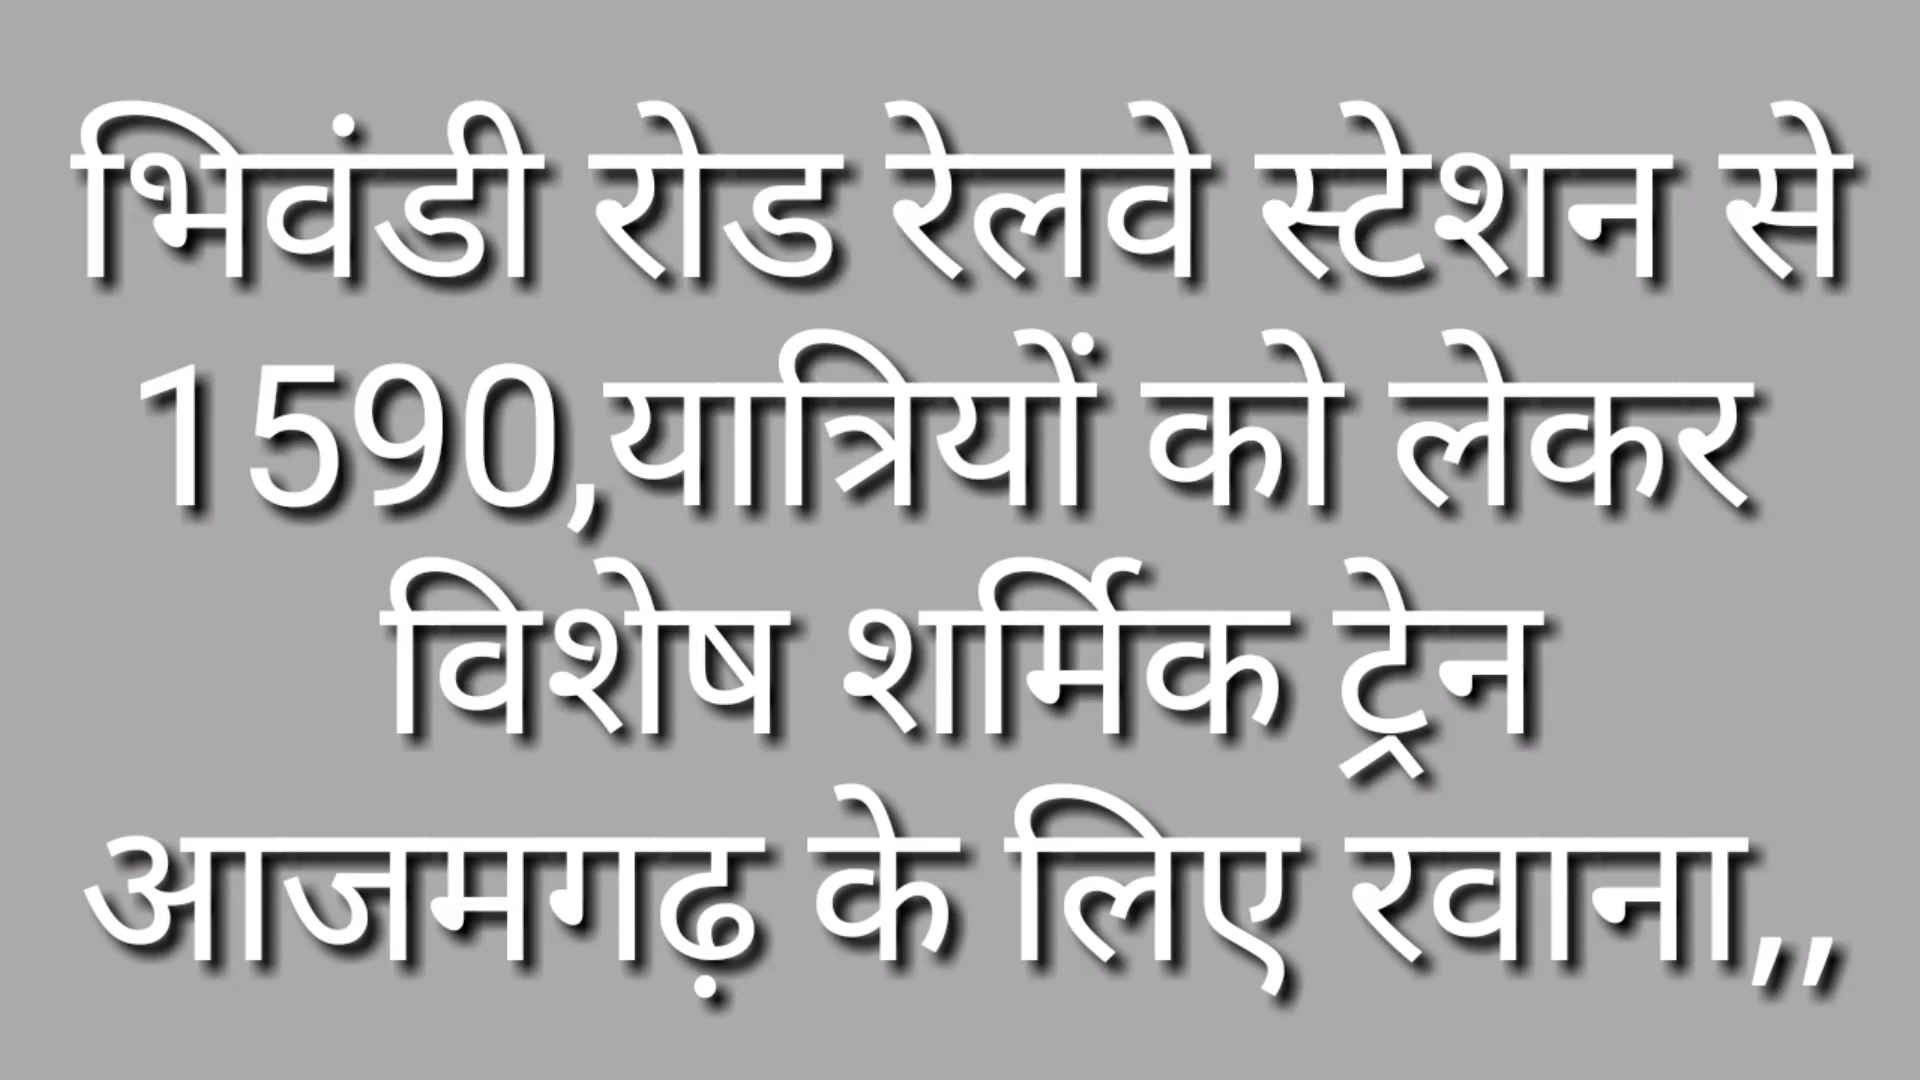 भिवंडी रोड रेलवे स्टेशन से
1590,यात्रियों को लेकर
विशेष शर्मिक ट्रेन
आजमगढ़ के लिए रवाना,,